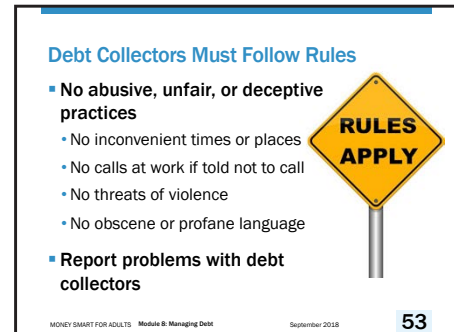 Debt Collectors Must Follow Rules
▪ No abusive, unfair, or deceptive
practices
• No inconvenient times or places
• No calls at work if told not to call
• No threats of violence
• No obscene or profane language
▪ Report problems with debt
collectors
RULES
APPLY
MONEY SMART FOR ADULTS Module 8: Managing Debt September 2018 53